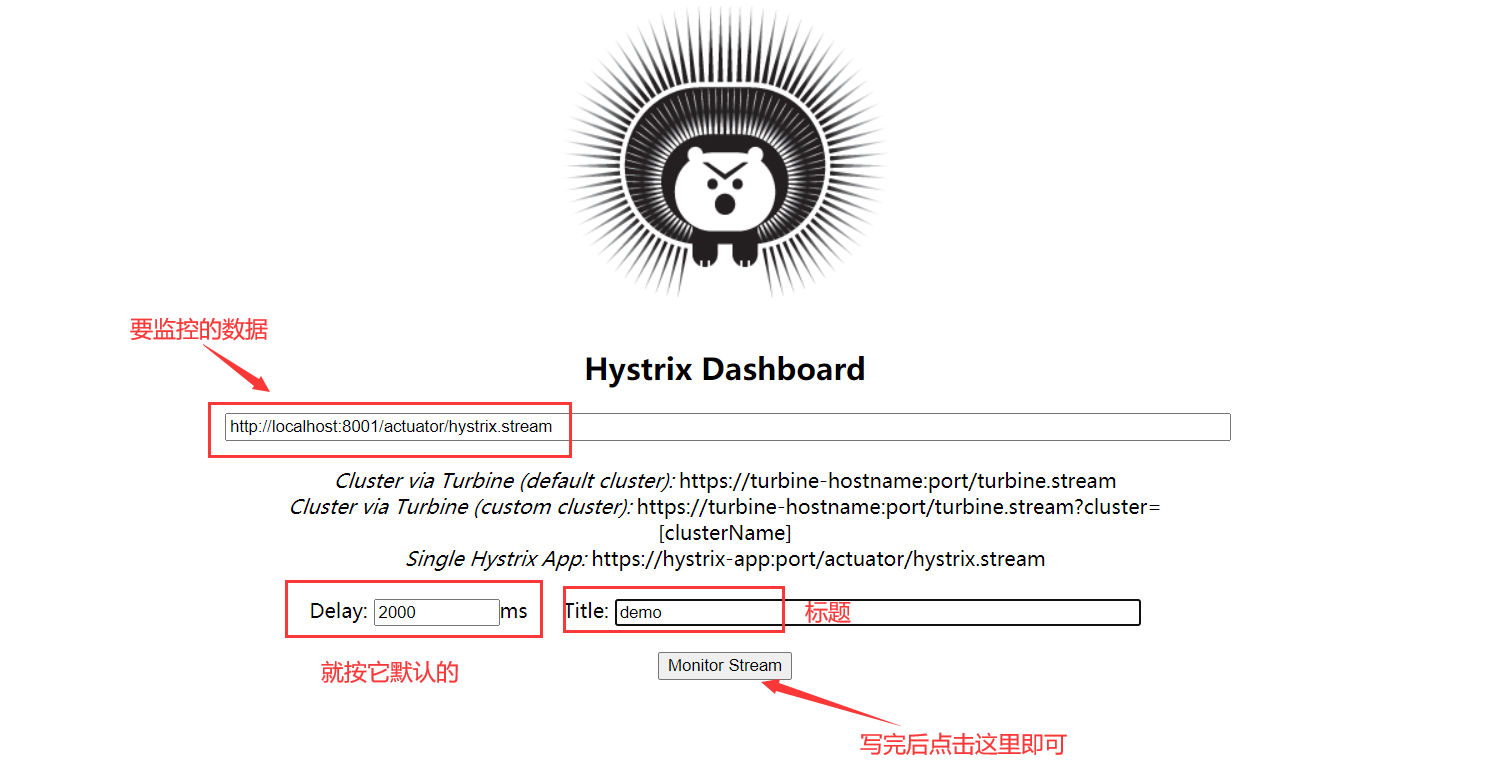 要监控的数据
Hystrix Dashboard
http://localhost:8001/actuator/hystrix.stream
Cluster via Turbine (default cluster): https://turbine-hostname:port/turbine.stream
Cluster via Turbine (custom cluster): https://turbine-hostname:port/turbine.stream?cluster=
[clusterName]
Single Hystrix App: https://hystrix-app:port/actuator/hystrix.stream
Delay: 2000 ms Title: demo 标题
Monitor Stream
就按它默认的
写完后点击这里即可